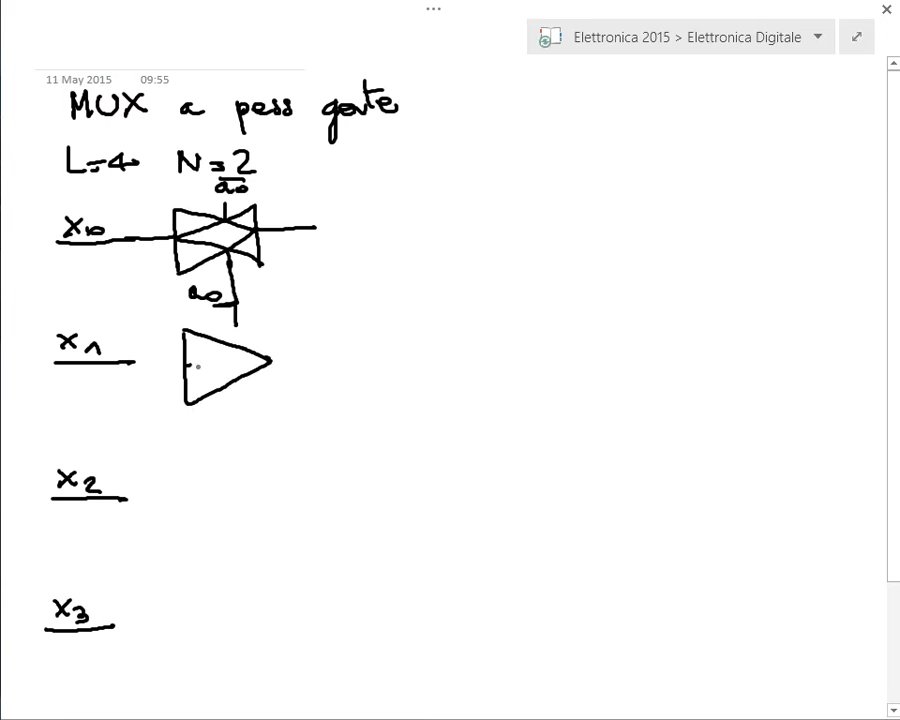 Elettronica 2015 > Elettronica Digitale
11 May 2015 09:55
MUX a pass gate
L=4 N=2
a0
X0
a0
X1
X2
X3